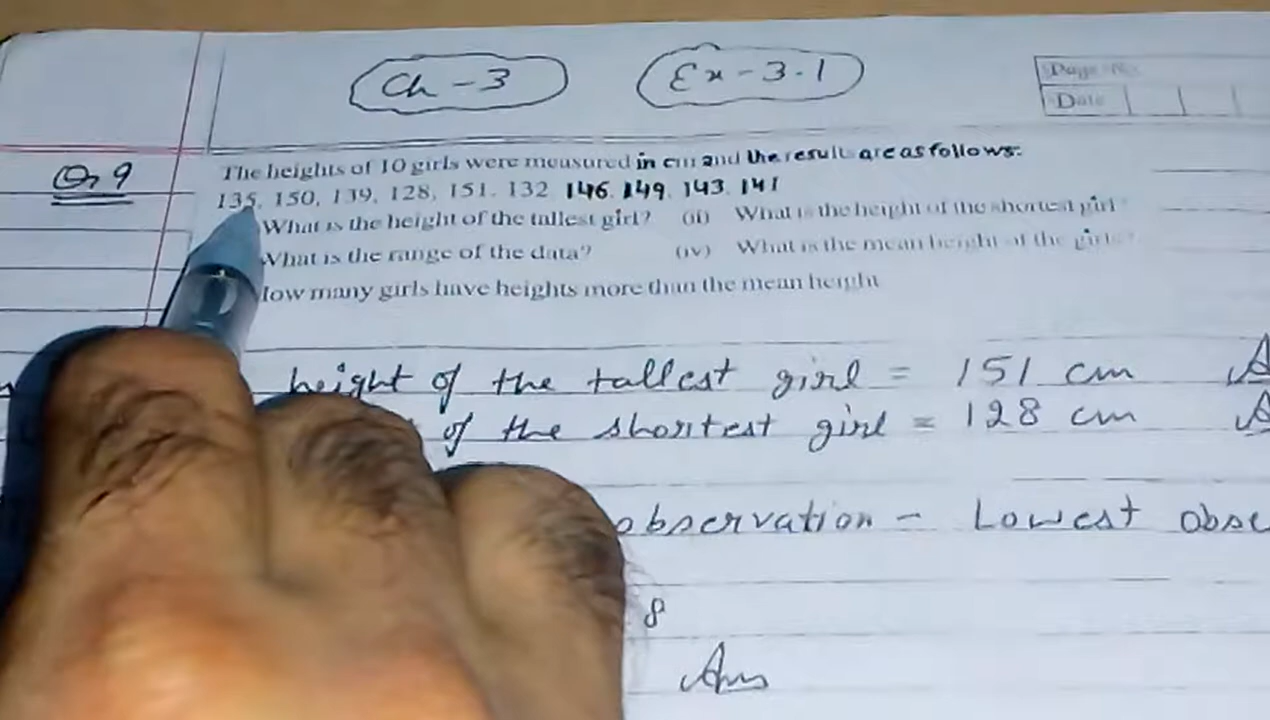 Ch - 3
Ex - 3.1
Page No.
Date
Q. 9
The heights of 10 girls were measured in cm and the result are as follows:
135, 150, 139, 128, 151. 132 146. 149. 143. 141
What is the height of the tallest girl? (ii) What is the height of the shortest girl
What is the range of the data? (iv) What is the mean height of the girls?
How many girls have heights more than the mean height
height of the tallest girl = 151 cm
of the shortest girl = 128 cm
observation - Lowest obse
8
Ans